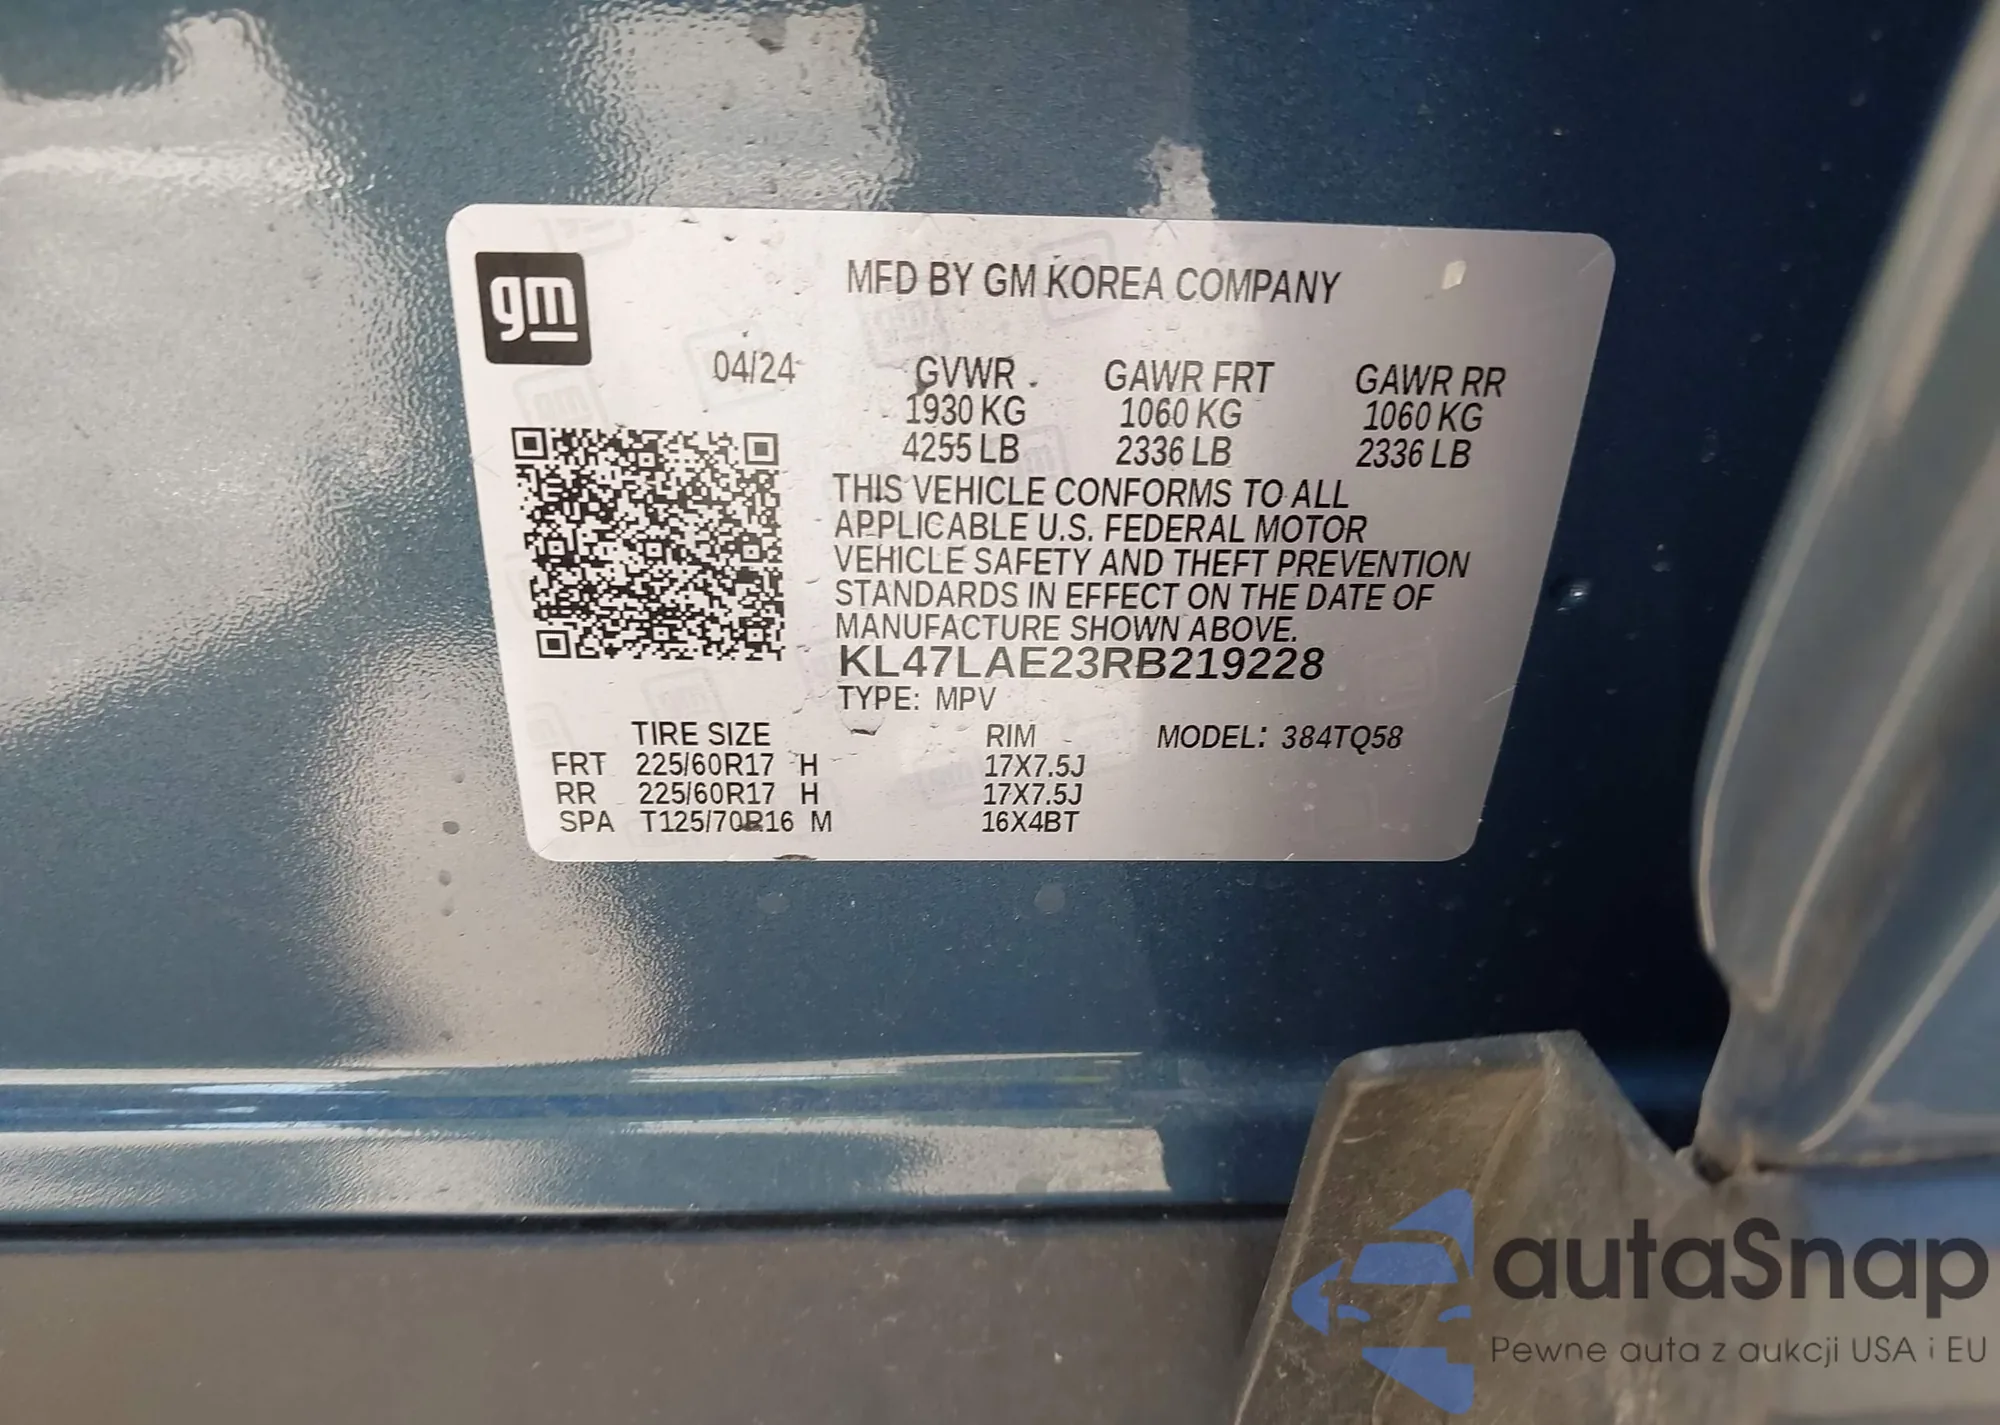 gm
MFD BY GM KOREA COMPANY
04/24 GVWR GAWR FRT GAWR RR
1930 KG 1060 KG 1060 KG
4255 LB 2336 LB 2336 LB
THIS VEHICLE CONFORMS TO ALL
APPLICABLE U.S. FEDERAL MOTOR
VEHICLE SAFETY AND THEFT PREVENTION
STANDARDS IN EFFECT ON THE DATE OF
MANUFACTURE SHOWN ABOVE.
KL47LAE23RB219228
TYPE: MPV
TIRE SIZE RIM MODEL: 384TQ58
FRT 225/60R17 H 17X7.5J
RR 225/60R17 H 17X7.5J
SPA T125/70R16 M 16X4BT
autaSnap
Pewne auta z aukcji USA i EU